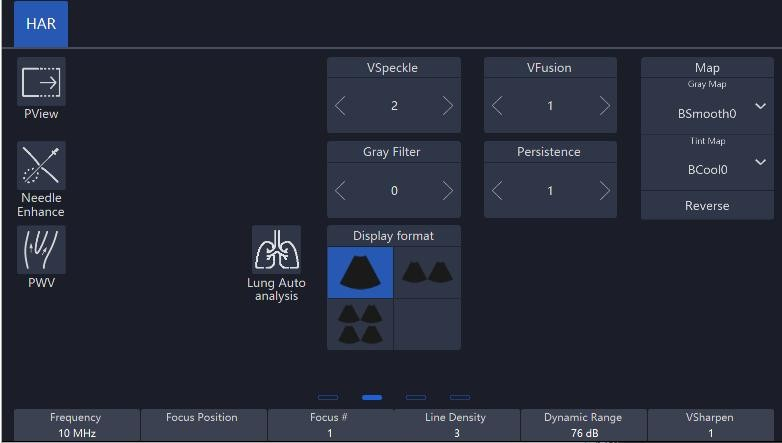 HAR
PView
Needle
Enhance
PWV
Lung Auto
analysis
VSpeckle
2
VFusion
1
Gray Filter
0
Persistence
1
Display format
Map
Gray Map
BSmooth0
Tint Map
BCool0
Reverse
Frequency
10 MHz
Focus Position
Focus #
1
Line Density
3
Dynamic Range
76 dB
VSharpen
1